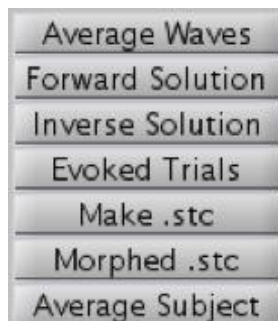 Average Waves
Forward Solution
Inverse Solution
Evoked Trials
Make .stc
Morphed .stc
Average Subject